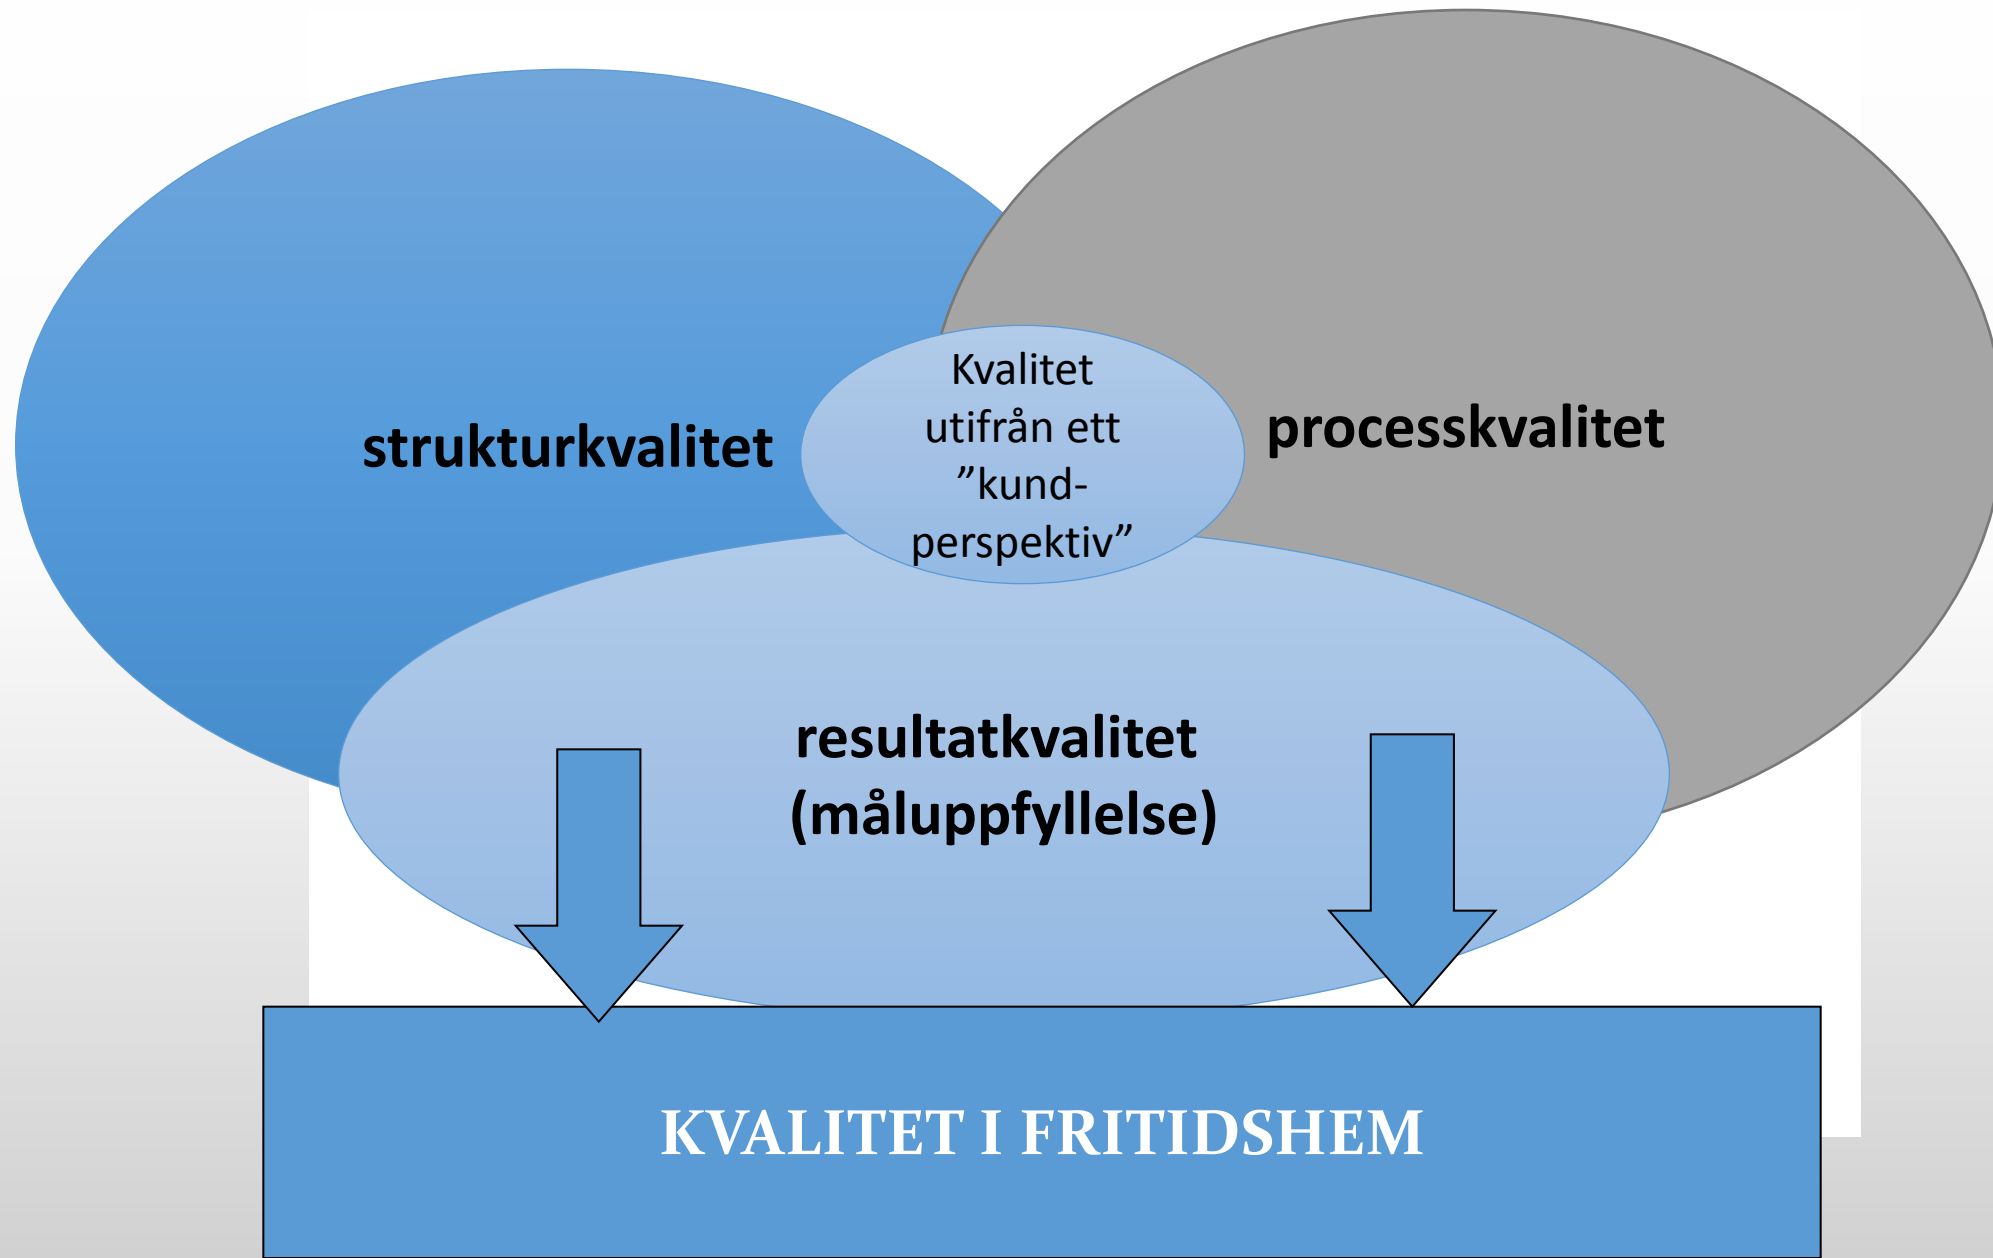 strukturkvalitet
Kvalitet
utifrån ett
”kund-
perspektiv”
processkvalitet
resultatkvalitet
(måluppfyllelse)
KVALITET I FRITIDSHEM